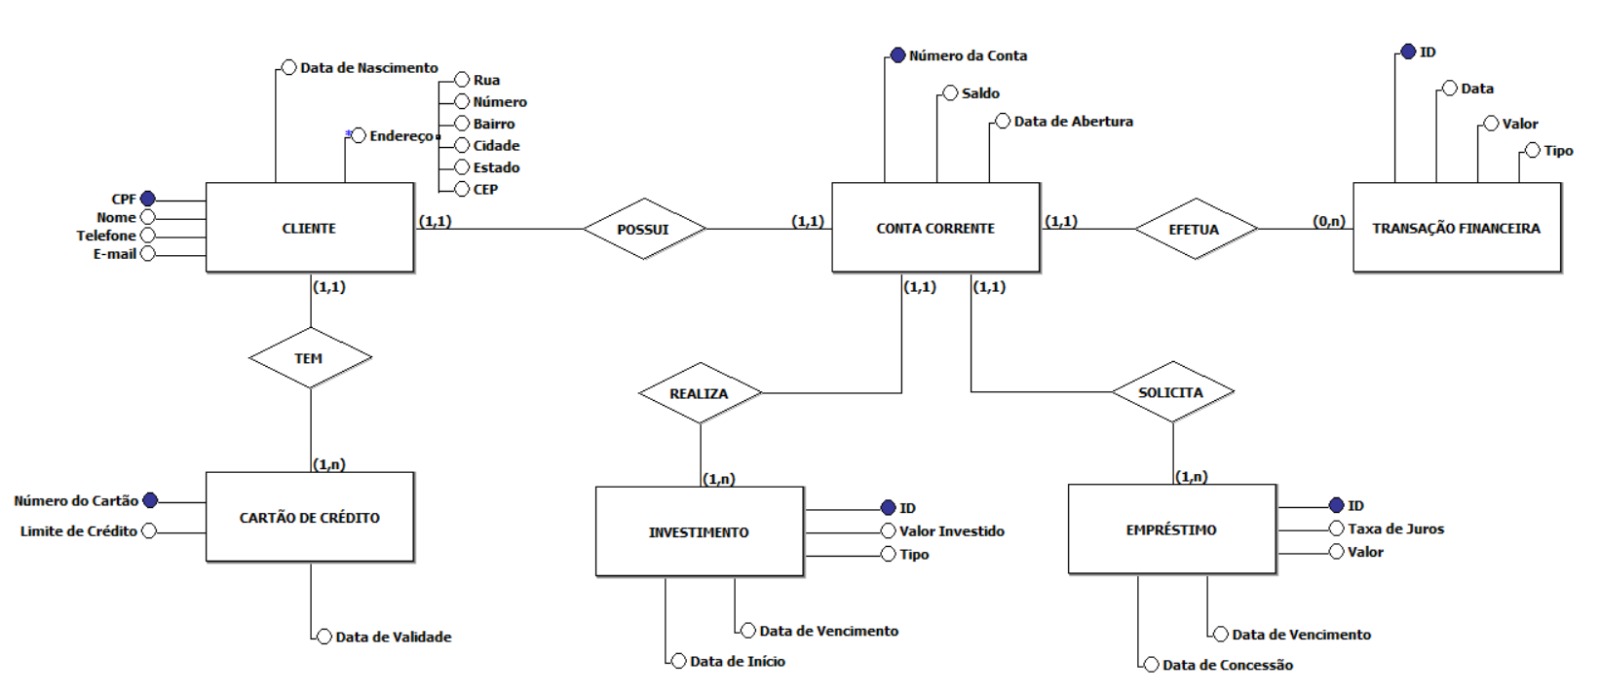 Data de Nascimento
*
Endereço
Rua
Número
Bairro
Cidade
Estado
CEP
CPF
Nome
Telefone
E-mail
CLIENTE
(1,1)
POSSUI
(1,1)
Número da Conta
Saldo
Data de Abertura
CONTA CORRENTE
(1,1)
EFETUA
(0,n)
ID
Data
Valor
Tipo
TRANSAÇÃO FINANCEIRA
(1,1)
TEM
(1,n)
Número do Cartão
Limite de Crédito
CARTÃO DE CRÉDITO
Data de Validade
(1,1)
REALIZA
(1,n)
INVESTIMENTO
ID
Valor Investido
Tipo
Data de Vencimento
Data de Início
(1,1)
SOLICITA
(1,n)
EMPRÉSTIMO
ID
Taxa de Juros
Valor
Data de Vencimento
Data de Concessão